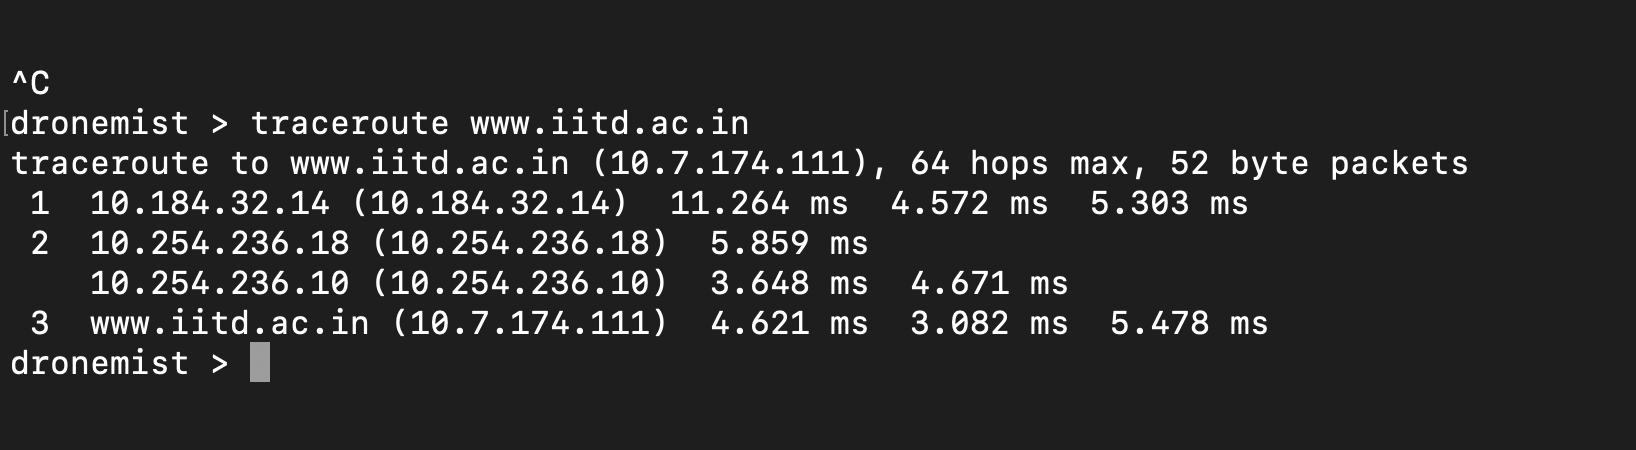 ^C
dronemist > traceroute www.iitd.ac.in
traceroute to www.iitd.ac.in (10.7.174.111), 64 hops max, 52 byte packets
 1  10.184.32.14 (10.184.32.14)  11.264 ms  4.572 ms  5.303 ms
 2  10.254.236.18 (10.254.236.18)  5.859 ms
    10.254.236.10 (10.254.236.10)  3.648 ms  4.671 ms
 3  www.iitd.ac.in (10.7.174.111)  4.621 ms  3.082 ms  5.478 ms
dronemist >